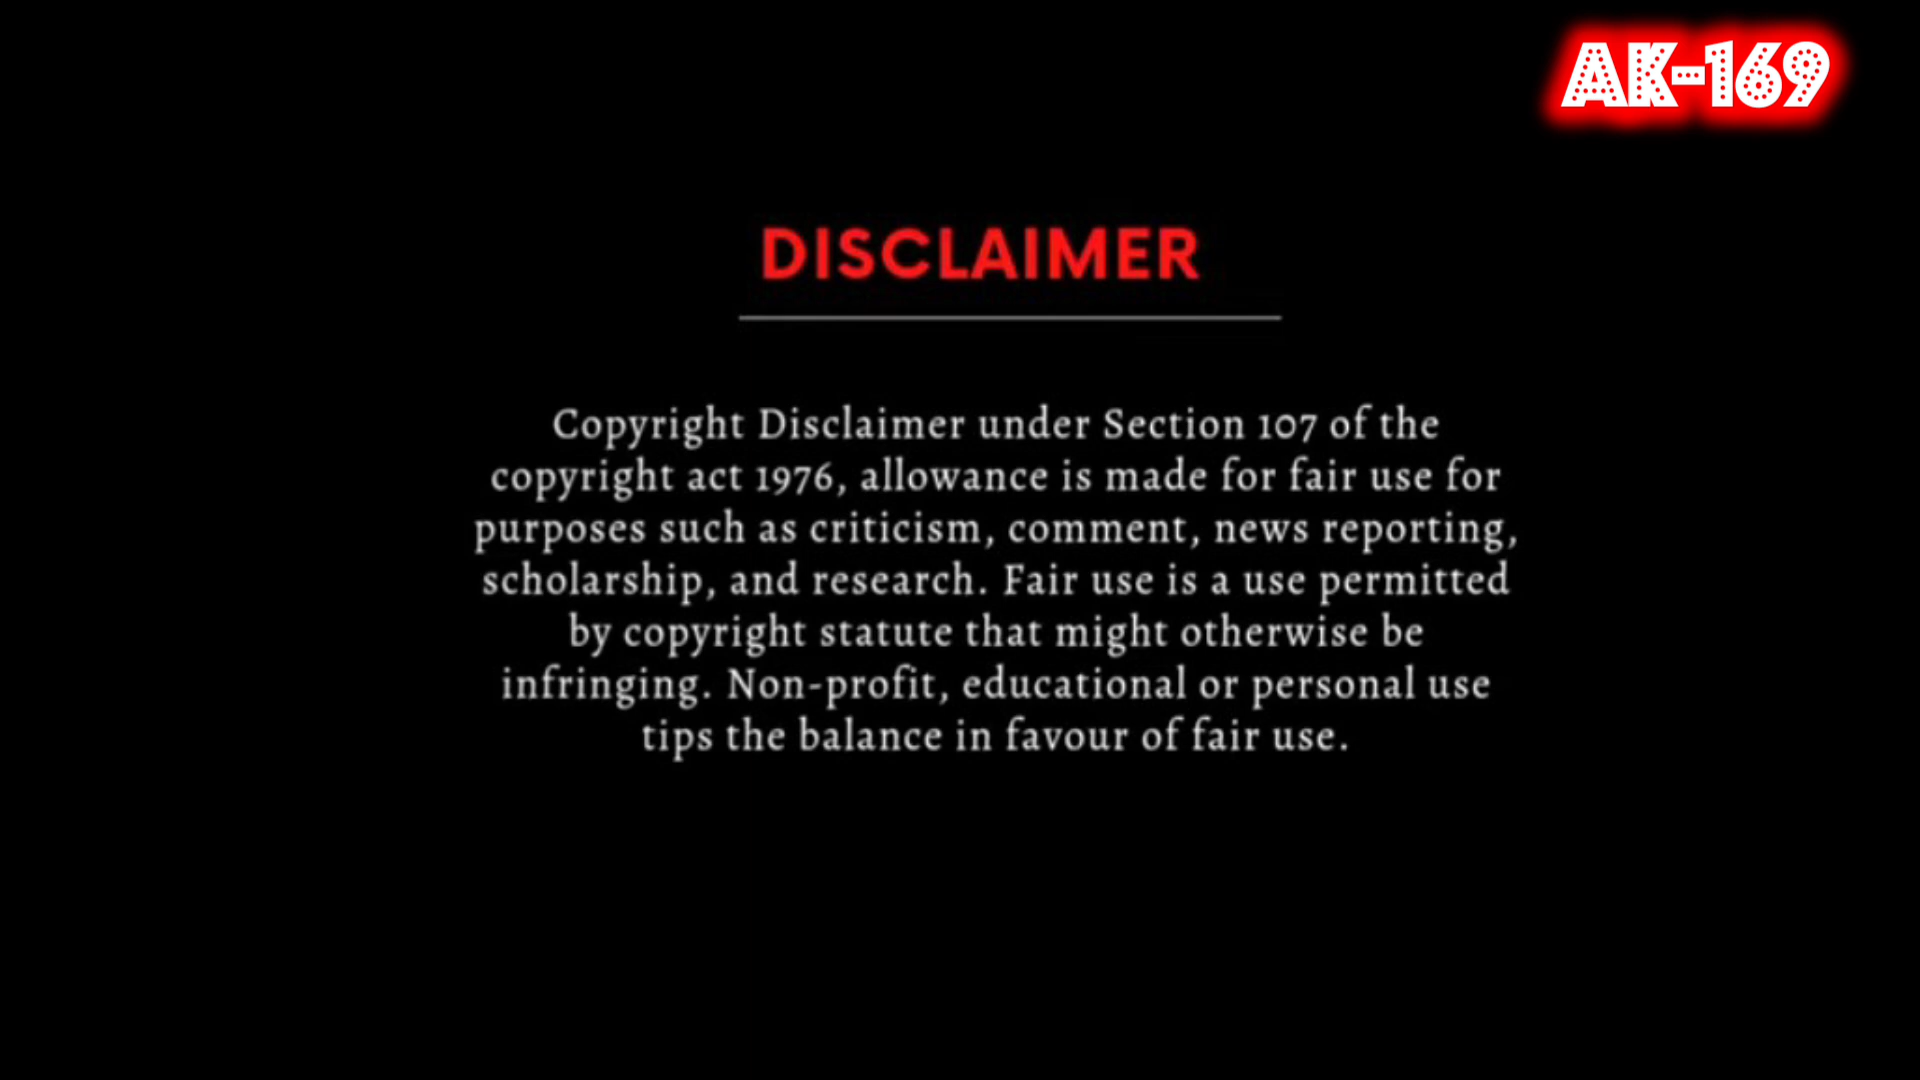 AK-169
DISCLAIMER
Copyright Disclaimer under Section 107 of the
copyright act 1976, allowance is made for fair use for
purposes such as criticism, comment, news reporting,
scholarship, and research. Fair use is a use permitted
by copyright statute that might otherwise be
infringing. Non-profit, educational or personal use
tips the balance in favour of fair use.